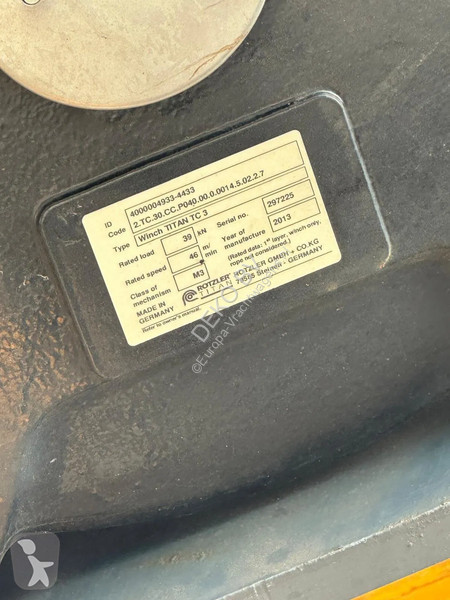 ID 4000004933-4433
Code 2.TC.30.CC.P040.00.0.0014.5.02.2.7
Type Winch TITAN TC 3
Rated load 39 kN Serial no. 297225
Rated speed 46 m/min Year of manufacture 2013
Class of mechanism M3 (Rated data: 1st layer, winch only, rope not considered.)
MADE IN GERMANY ROTZLER ROTZLER GMBH + CO.KG
TITAN 79585 Steinen · GERMANY
Refer to owner's manual.
DEKO
©Europa-Vrachtwagen